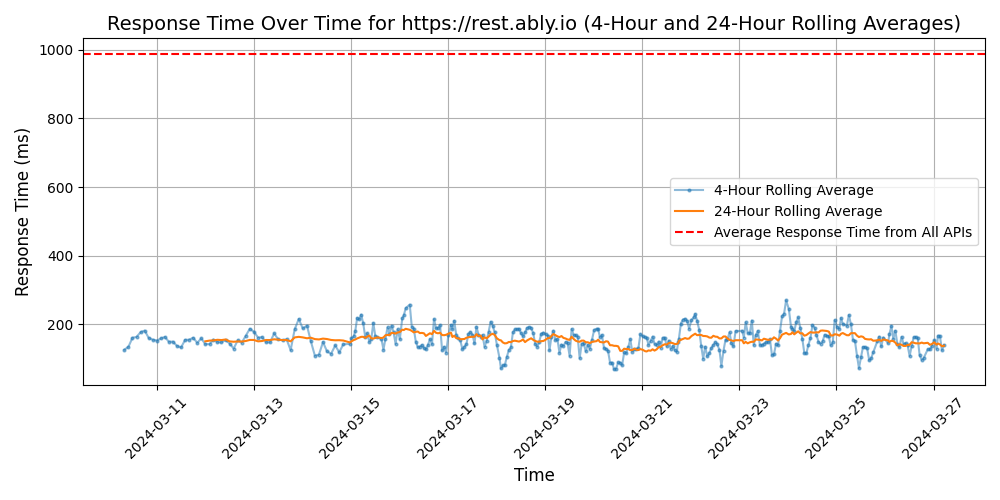 Response Time Over Time for https://rest.ably.io (4-Hour and 24-Hour Rolling Averages)
Response Time (ms)
1000
800
600
400
200
4-Hour Rolling Average
24-Hour Rolling Average
Average Response Time from All APIs
2024-03-11
2024-03-13
2024-03-15
2024-03-17
2024-03-19
2024-03-21
2024-03-23
2024-03-25
2024-03-27
Time